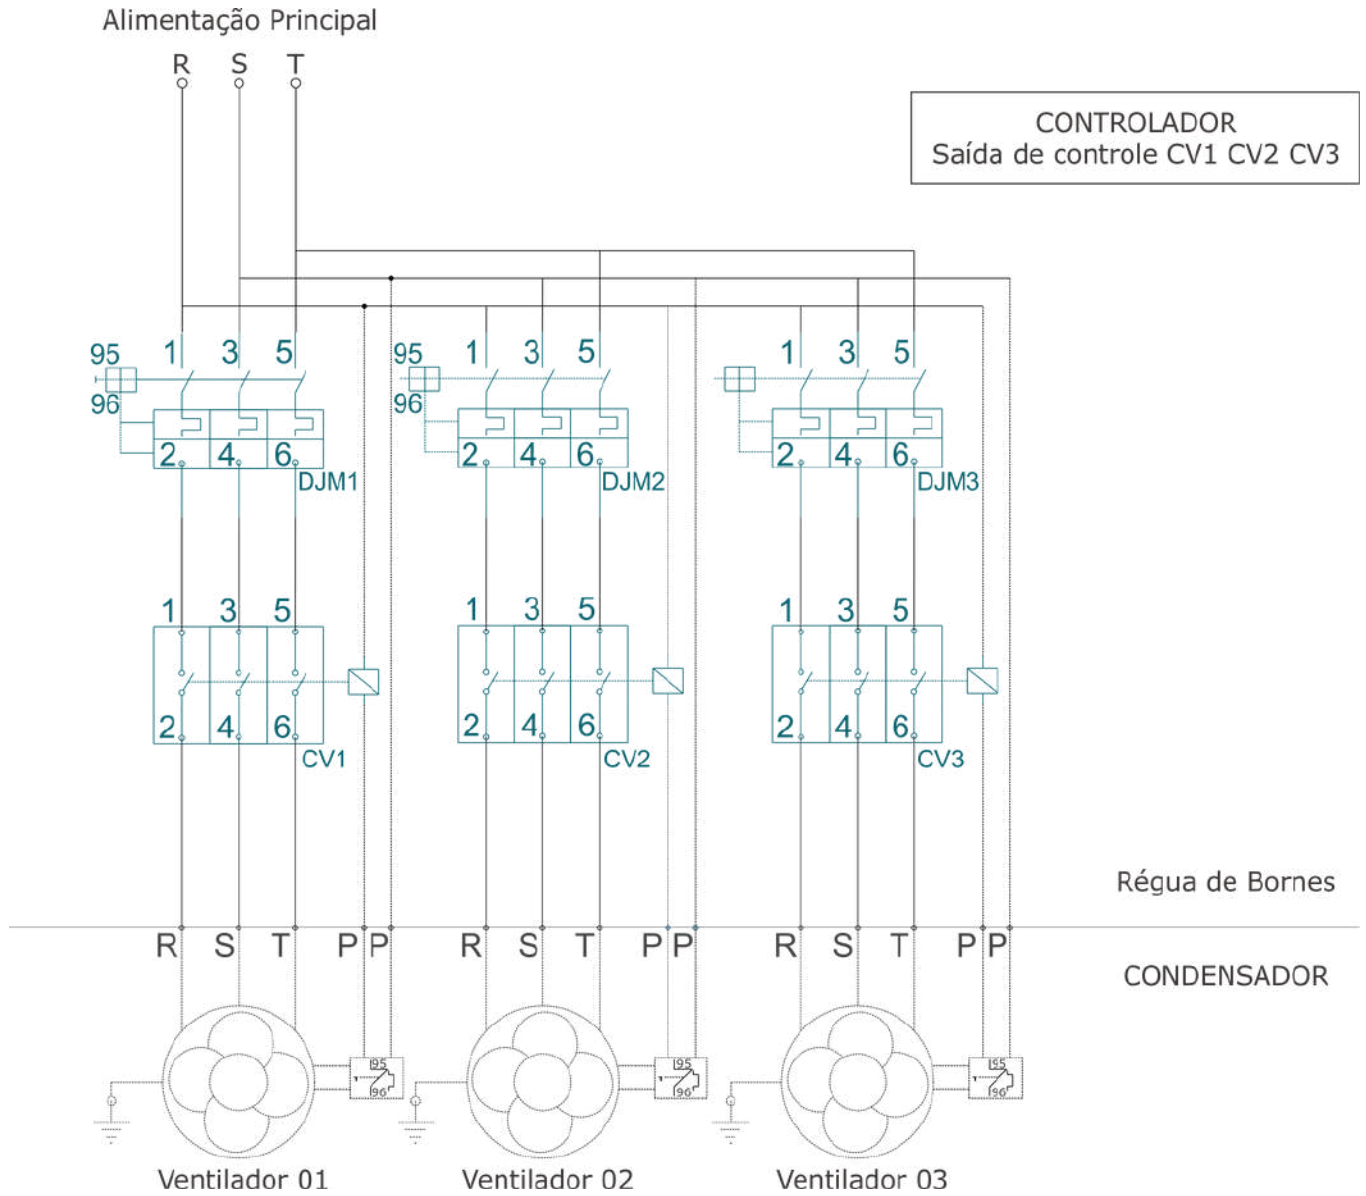 Alimentação Principal
R S T
CONTROLADOR
Saída de controle CV1 CV2 CV3
95 1 3 5 95 1 3 5 1 3 5
96 96
2 4 6 2 4 6 2 4 6
DJM1 DJM2 DJM3
1 3 5 1 3 5 1 3 5
2 4 6 2 4 6 2 4 6
CV1 CV2 CV3
Régua de Bornes
R S T P P R S T P P R S T P P
CONDENSADOR
95 95 95
96 96 96
Ventilador 01 Ventilador 02 Ventilador 03